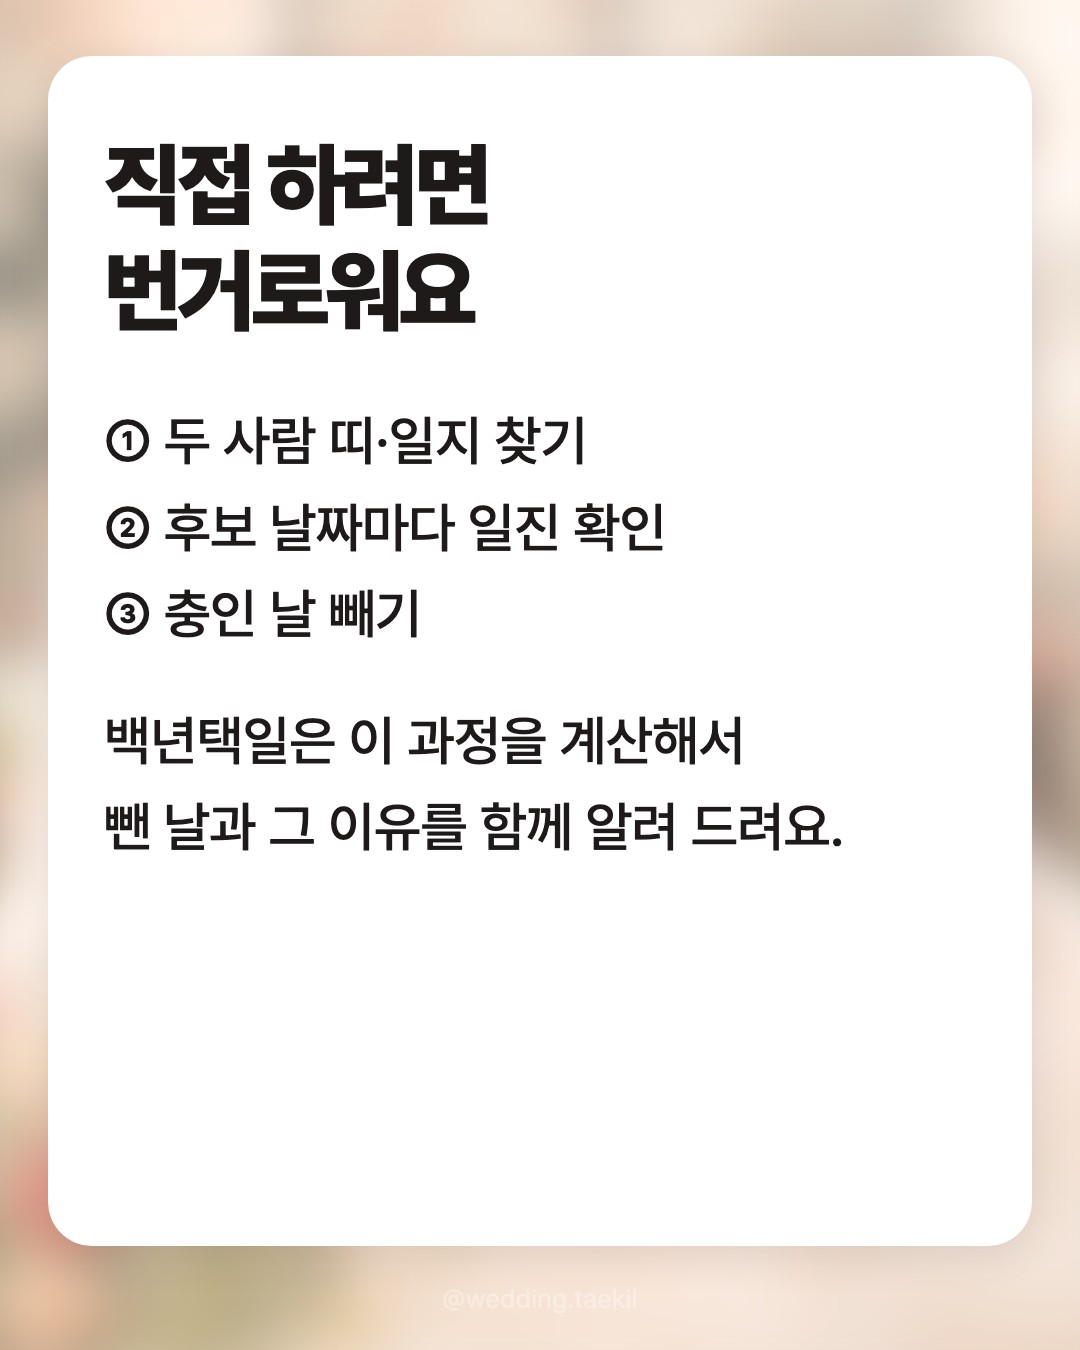 직접 하려면
번거로워요
① 두 사람 띠·일지 찾기
② 후보 날짜마다 일진 확인
③ 충인 날 빼기
백년택일은 이 과정을 계산해서
뺀 날과 그 이유를 함께 알려 드려요.
@wedding.taekil